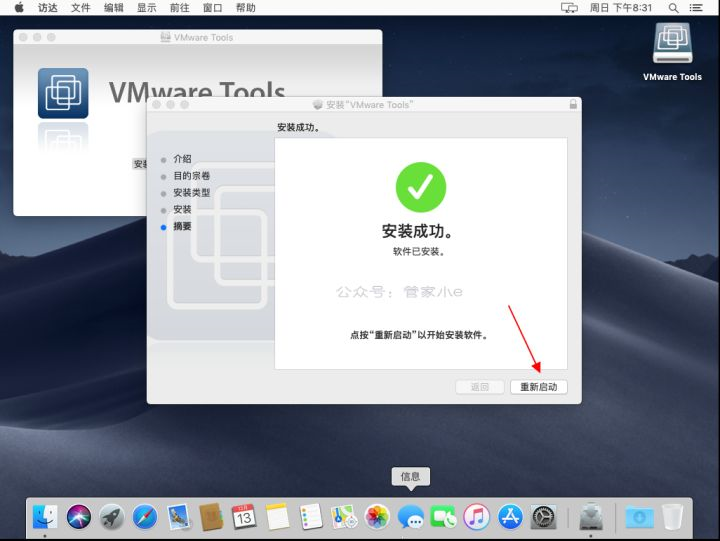 访达 文件 编辑 显示 前往 窗口 帮助 周日 下午8:31
VMware Tools
VMware Tools
VMware Tools
安装“VMware Tools”
安装成功。
安装
介绍
目的宗卷
安装类型
安装
摘要
安装成功。
软件已安装。
公众号：管家小e
点按“重新启动”以开始安装软件。
返回 重新启动
信息
12月
13